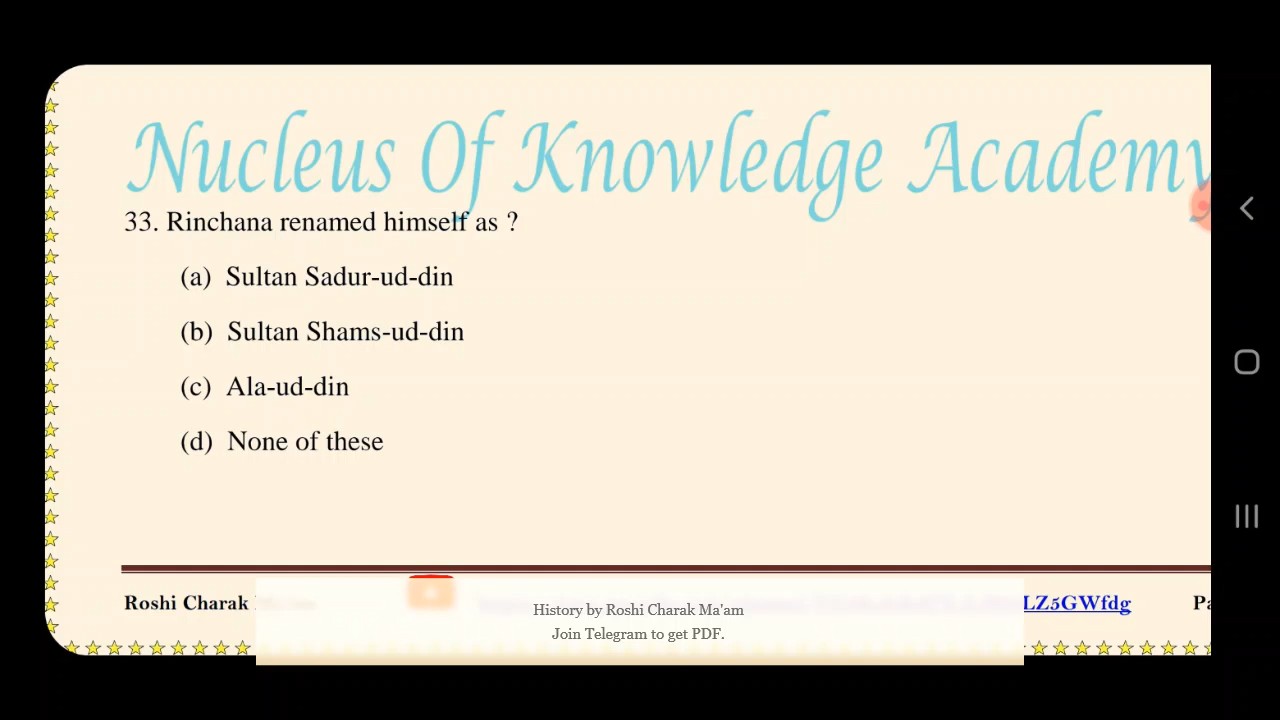 Nucleus Of Knowledge Academy
33. Rinchana renamed himself as ?
(a) Sultan Sadur-ud-din
(b) Sultan Shams-ud-din
(c) Ala-ud-din
(d) None of these
Roshi Charak
LZ5GWfdg
History by Roshi Charak Ma'am
Join Telegram to get PDF.